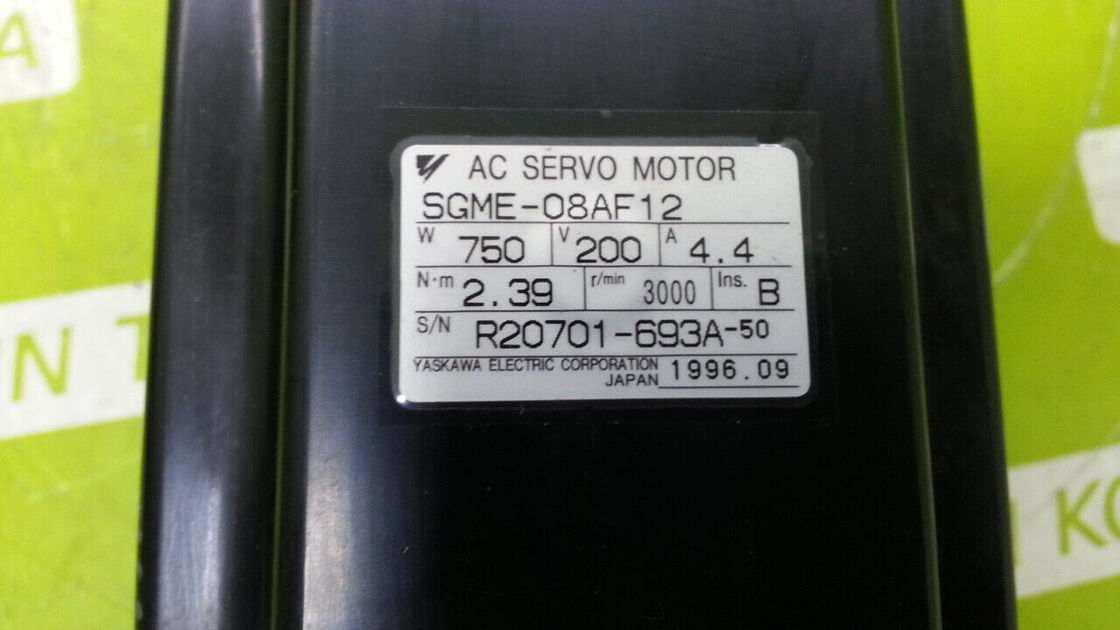 AC SERVO MOTOR
SGME-08AF12
W 750 V 200 A 4.4
N·m 2.39 r/min 3000 Ins. B
S/N R20701-693A-50
YASKAWA ELECTRIC CORPORATION
JAPAN 1996.09
A
N T
KO